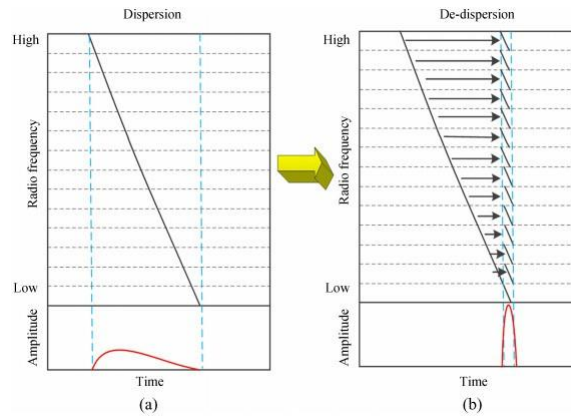 Dispersion
High
Radio frequency
Low
Amplitude
Time
(a)
De-dispersion
High
Radio frequency
Low
Amplitude
Time
(b)